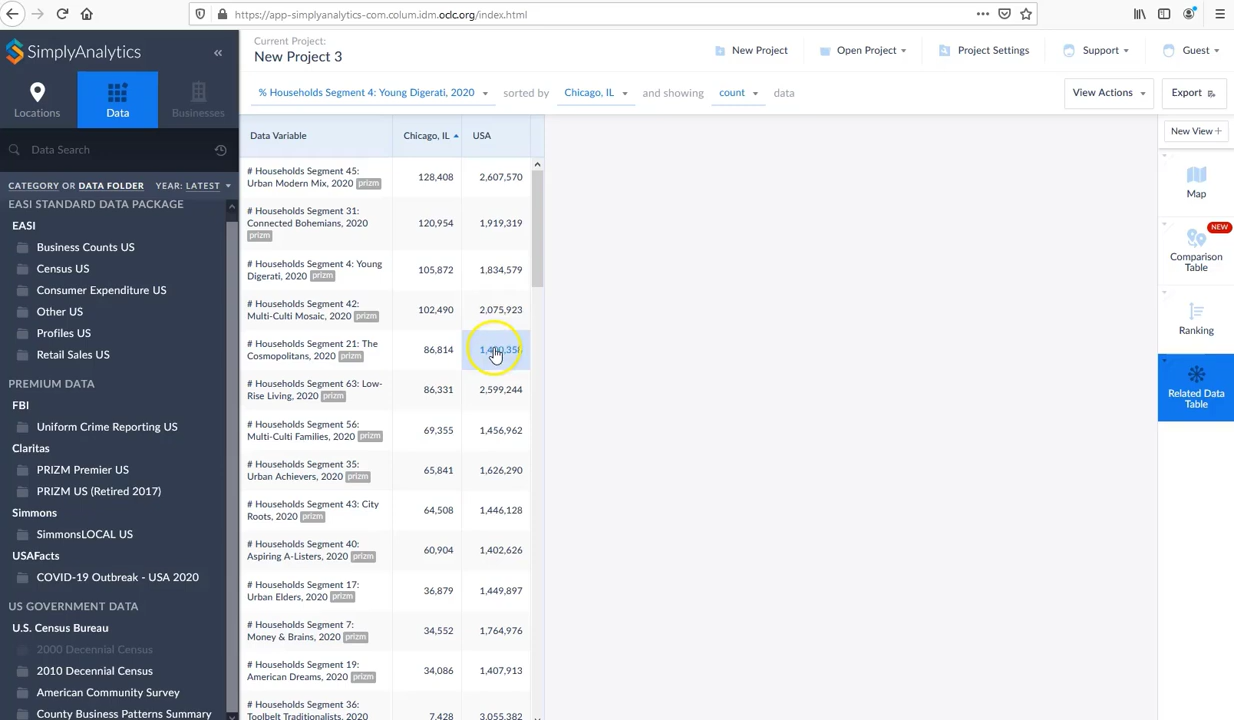 https://app-simplyanalytics-com.colum.idm.oclc.org/index.html
SimplyAnalytics
«
Current Project:
New Project 3
New Project
Open Project
Project Settings
Support
Guest
Locations
Data
Businesses
% Households Segment 4: Young Digerati, 2020
sorted by
Chicago, IL
and showing
count
data
View Actions
Export
Data Search
CATEGORY OR DATA FOLDER
YEAR: LATEST
EASI STANDARD DATA PACKAGE
EASI
Business Counts US
Census US
Consumer Expenditure US
Other US
Profiles US
Retail Sales US
PREMIUM DATA
FBI
Uniform Crime Reporting US
Claritas
PRIZM Premier US
PRIZM US (Retired 2017)
Simmons
SimmonsLOCAL US
USAFacts
COVID-19 Outbreak - USA 2020
US GOVERNMENT DATA
U.S. Census Bureau
2000 Decennial Census
2010 Decennial Census
American Community Survey
County Business Patterns Summary
Data Variable
Chicago, IL
USA
# Households Segment 45:
Urban Modern Mix, 2020 prizm
128,408
2,607,570
# Households Segment 31:
Connected Bohemians, 2020
prizm
120,954
1,919,319
# Households Segment 4: Young
Digerati, 2020 prizm
105,872
1,834,579
# Households Segment 42:
Multi-Culti Mosaic, 2020 prizm
102,490
2,075,923
# Households Segment 21: The
Cosmopolitans, 2020 prizm
86,814
# Households Segment 63: Low-
Rise Living, 2020 prizm
86,331
2,599,244
# Households Segment 56:
Multi-Culti Families, 2020 prizm
69,355
1,456,962
# Households Segment 35:
Urban Achievers, 2020 prizm
65,841
1,626,290
# Households Segment 43: City
Roots, 2020 prizm
64,508
1,446,128
# Households Segment 40:
Aspiring A-Listers, 2020 prizm
60,904
1,402,626
# Households Segment 17:
Urban Elders, 2020 prizm
36,879
1,449,897
# Households Segment 7:
Money & Brains, 2020 prizm
34,552
1,764,976
# Households Segment 19:
American Dreams, 2020 prizm
34,086
1,407,913
# Households Segment 36:
Toolbelt Traditionalists, 2020
7,428
3,055,382
New View +
Map
NEW
Comparison
Table
Ranking
Related Data
Table